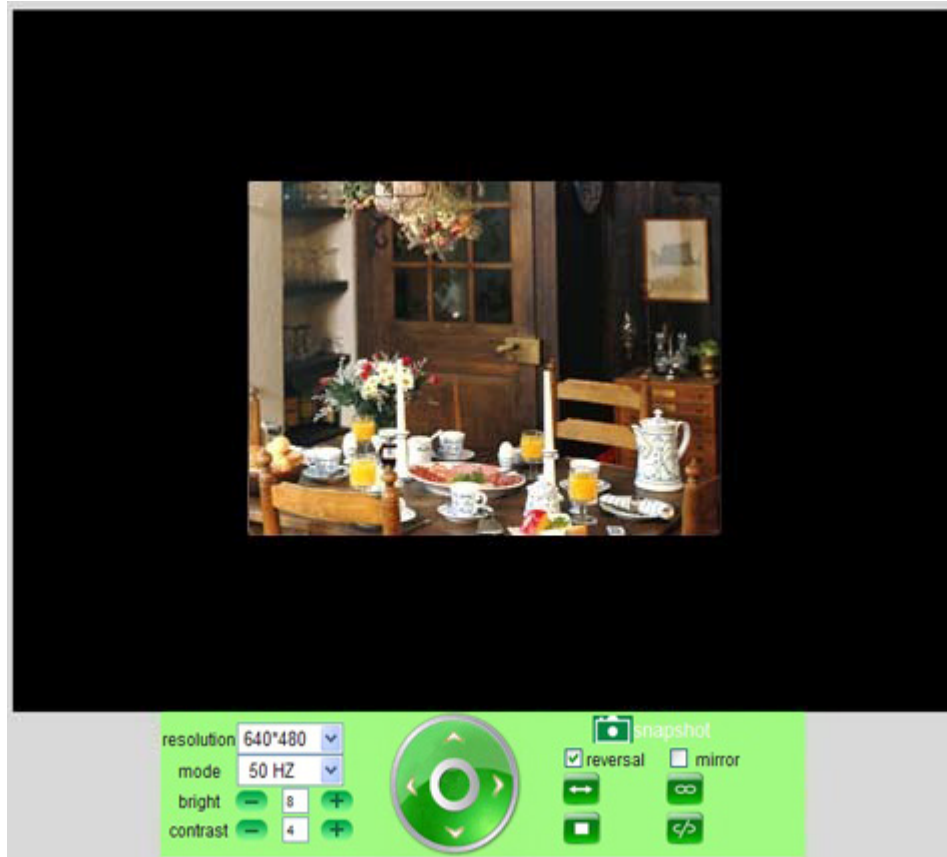 resolution 640*480
mode 50 HZ
bright 8
contrast 4
snapshot
reversal mirror